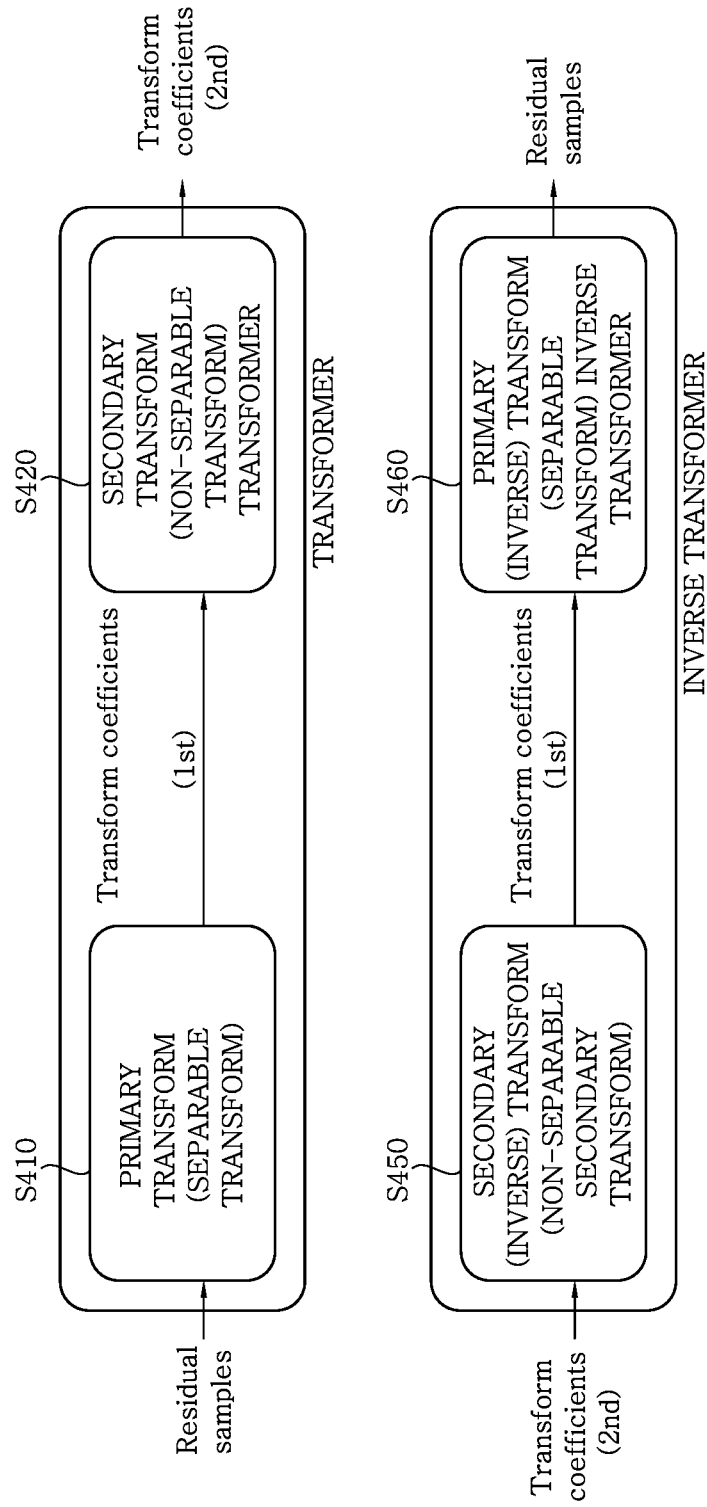 Residual
samples
S410
PRIMARY
TRANSFORM
(SEPARABLE
TRANSFORM)
Transform coefficients
(1st)
S420
SECONDARY
TRANSFORM
(NON-SEPARABLE
TRANSFORM)
TRANSFORMER
Transform
coefficients
(2nd)
TRANSFORMER
Transform
coefficients
(2nd)
S450
SECONDARY
(INVERSE) TRANSFORM
(NON-SEPARABLE
SECONDARY
TRANSFORM)
Transform coefficients
(1st)
S460
PRIMARY
(INVERSE) TRANSFORM
(SEPARABLE
TRANSFORM) INVERSE
TRANSFORMER
Residual
samples
INVERSE TRANSFORMER